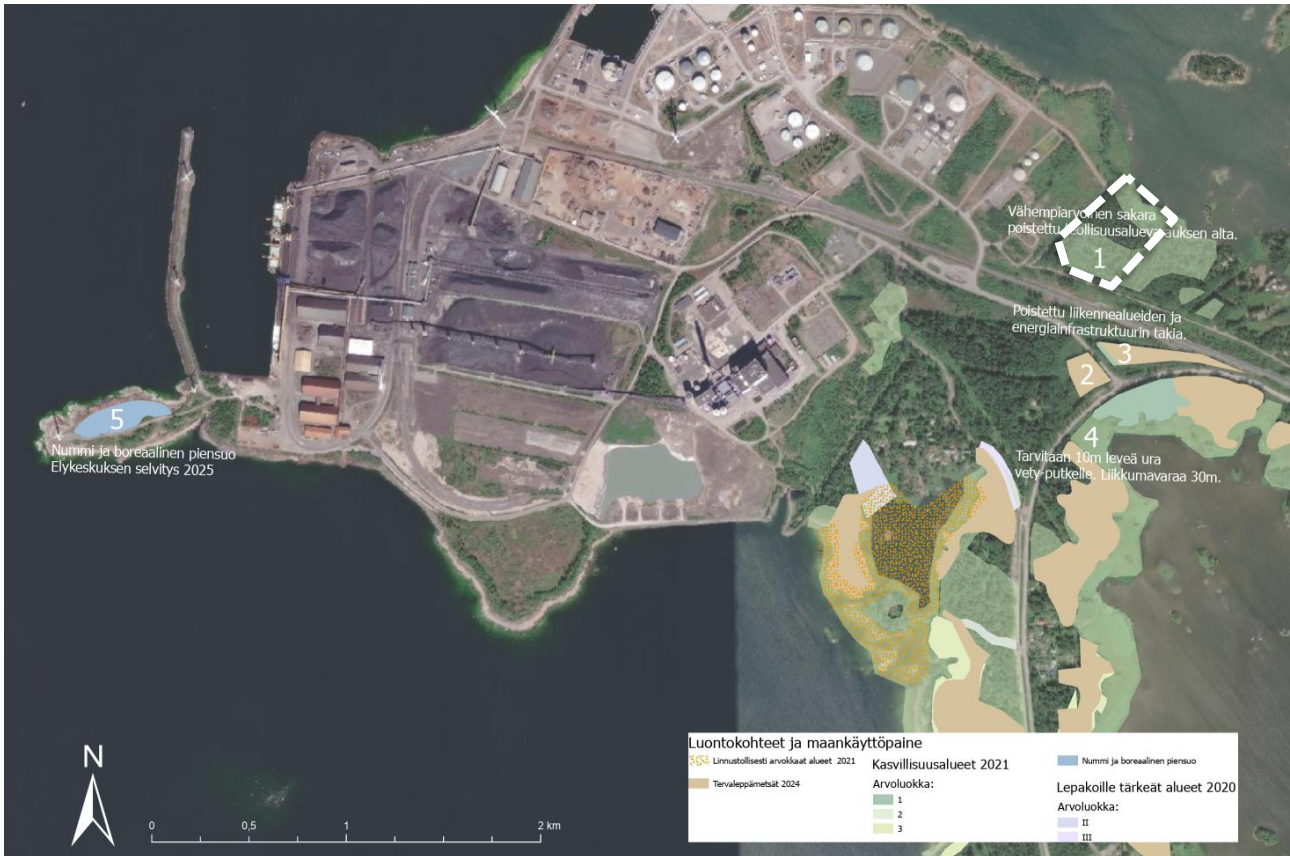 Vähempiarvoinen sakara
poistettu teollisuusaluevarauksen alta.
1
Poistettu liikennealueiden ja
energiainfrastruktuurin takia.
3
2
5
4
Nummi ja boreaalinen piensuo
Elykeskuksen selvitys 2025
Tarvitaan 10m leveä ura
vety-putkelle. Liikkumavaraa 30m.
N
0 0,5 1 2 km
Luontokohteet ja maankäyttöpaine
Linnustollisesti arvokkaat alueet 2021
Tervaleppämetsät 2024
Kasvillisuusalueet 2021
Arvoluokka:
1
2
3
Nummi ja boreaalinen piensuo
Lepakoille tärkeät alueet 2020
Arvoluokka:
II
III